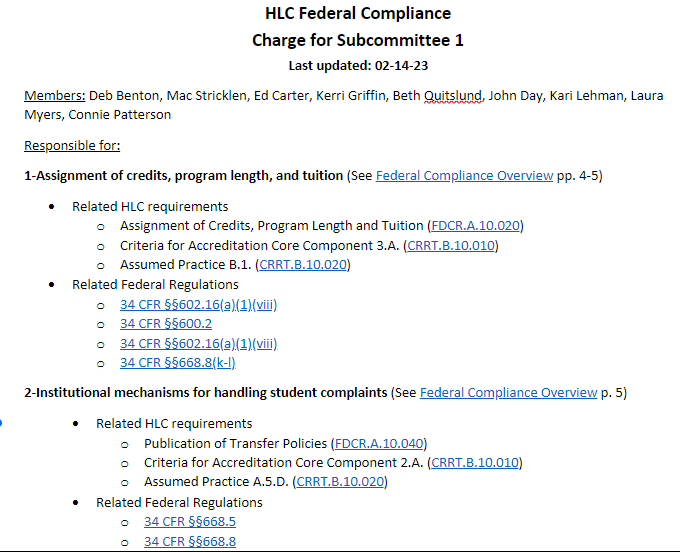 HLC Federal Compliance
Charge for Subcommittee 1
Last updated: 02-14-23
Members: Deb Benton, Mac Stricklen, Ed Carter, Kerri Griffin, Beth Quitslund, John Day, Kari Lehman, Laura
Myers, Connie Patterson
Responsible for:
1-Assignment of credits, program length, and tuition (See Federal Compliance Overview pp. 4-5)
• Related HLC requirements
o Assignment of Credits, Program Length and Tuition (FDCR.A.10.020)
o Criteria for Accreditation Core Component 3.A. (CRRT.B.10.010)
o Assumed Practice B.1. (CRRT.B.10.020)
• Related Federal Regulations
o 34 CFR §§602.16(a)(1)(viii)
o 34 CFR §§600.2
o 34 CFR §§602.16(a)(1)(viii)
o 34 CFR §§668.8(k-l)
2-Institutional mechanisms for handling student complaints (See Federal Compliance Overview p. 5)
• Related HLC requirements
o Publication of Transfer Policies (FDCR.A.10.040)
o Criteria for Accreditation Core Component 2.A. (CRRT.B.10.010)
o Assumed Practice A.5.D. (CRRT.B.10.020)
• Related Federal Regulations
o 34 CFR §§668.5
o 34 CFR §§668.8